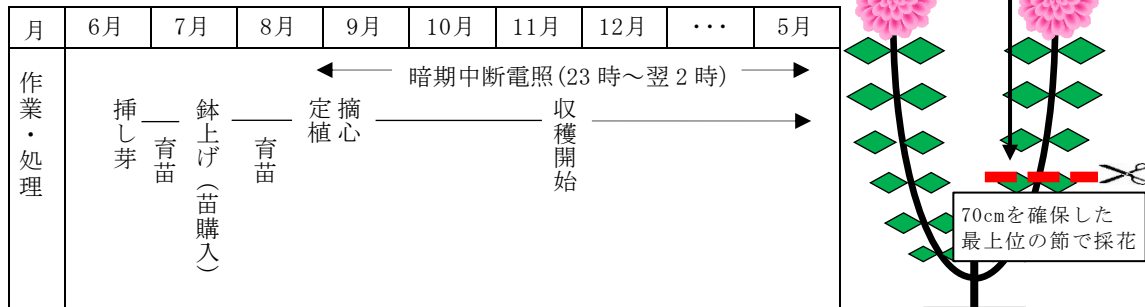 月 6月 7月 8月 9月 10月 11月 12月 ･･･ 5月
作業・処理
暗期中断電照(23時～翌2時)
挿し芽
育苗
鉢上げ（苗購入）
育苗
定植
摘心
収穫開始
70cmを確保した
最上位の節で採花